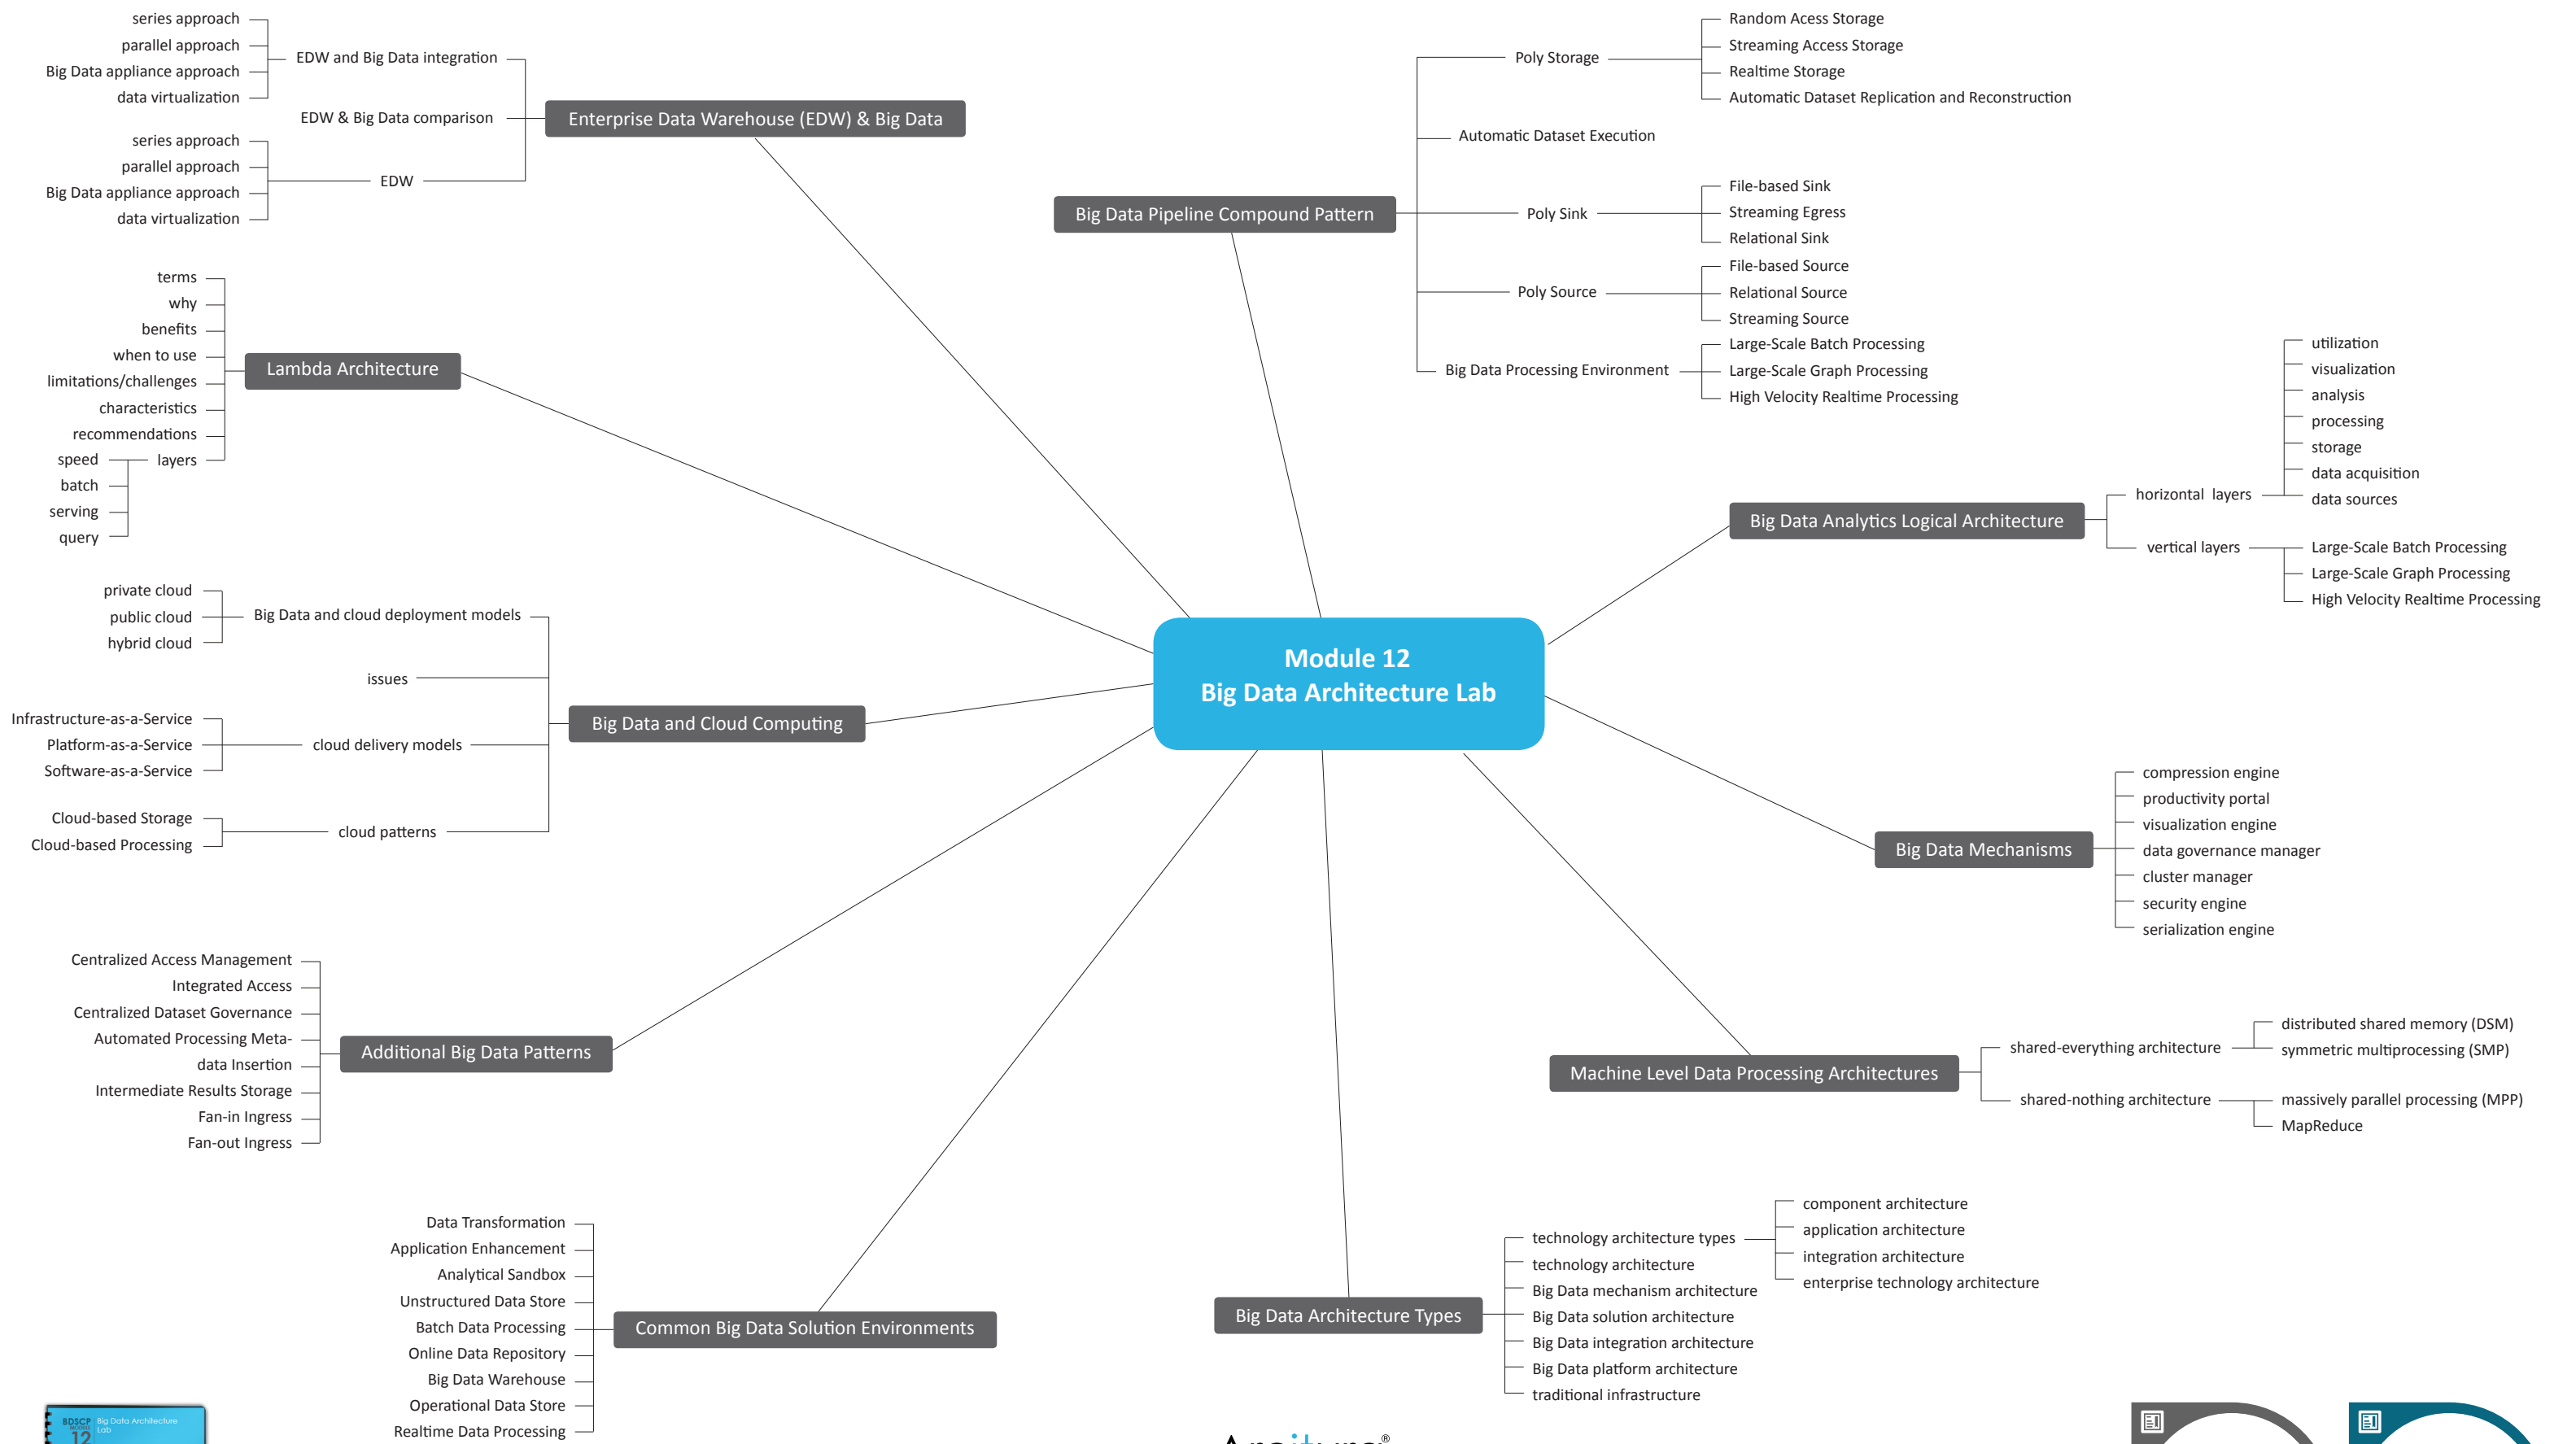 series approach
parallel approach
Big Data appliance approach
data virtualization
EDW and Big Data integration
EDW & Big Data comparison
series approach
parallel approach
Big Data appliance approach
data virtualization
EDW
Enterprise Data Warehouse (EDW) & Big Data
terms
why
benefits
when to use
limitations/challenges
characteristics
recommendations
layers
speed
batch
serving
query
Lambda Architecture
private cloud
public cloud
hybrid cloud
Big Data and cloud deployment models
issues
Infrastructure-as-a-Service
Platform-as-a-Service
Software-as-a-Service
cloud delivery models
Cloud-based Storage
Cloud-based Processing
cloud patterns
Big Data and Cloud Computing
Centralized Access Management
Integrated Access
Centralized Dataset Governance
Automated Processing Meta-
data Insertion
Intermediate Results Storage
Fan-in Ingress
Fan-out Ingress
Additional Big Data Patterns
Data Transformation
Application Enhancement
Analytical Sandbox
Unstructured Data Store
Batch Data Processing
Online Data Repository
Big Data Warehouse
Operational Data Store
Realtime Data Processing
Common Big Data Solution Environments
Module 12
Big Data Architecture Lab
Big Data Pipeline Compound Pattern
Poly Storage
Random Acess Storage
Streaming Access Storage
Realtime Storage
Automatic Dataset Replication and Reconstruction
Automatic Dataset Execution
Poly Sink
File-based Sink
Streaming Egress
Relational Sink
Poly Source
File-based Source
Relational Source
Streaming Source
Big Data Processing Environment
Large-Scale Batch Processing
Large-Scale Graph Processing
High Velocity Realtime Processing
Big Data Analytics Logical Architecture
horizontal layers
utilization
visualization
analysis
processing
storage
data acquisition
data sources
vertical layers
Large-Scale Batch Processing
Large-Scale Graph Processing
High Velocity Realtime Processing
Big Data Mechanisms
compression engine
productivity portal
visualization engine
data governance manager
cluster manager
security engine
serialization engine
Machine Level Data Processing Architectures
shared-everything architecture
distributed shared memory (DSM)
symmetric multiprocessing (SMP)
shared-nothing architecture
massively parallel processing (MPP)
MapReduce
Big Data Architecture Types
technology architecture types
component architecture
application architecture
integration architecture
enterprise technology architecture
technology architecture
Big Data mechanism architecture
Big Data solution architecture
Big Data integration architecture
Big Data platform architecture
traditional infrastructure
BDSCP
MODULE
12
Big Data Architecture
Lab
Arcitura®